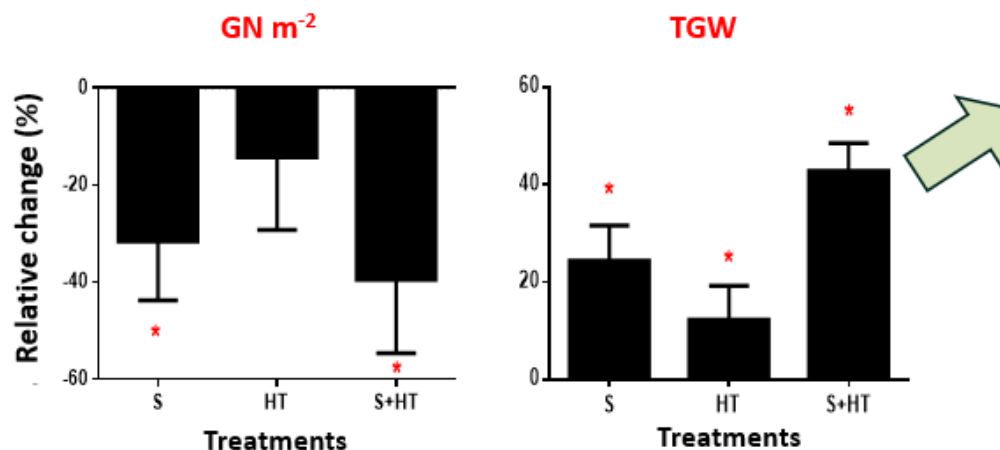 GN m⁻²
Relative change (%)
0
-20
-40
-60
*
*
S HT S+HT
Treatments
TGW
60
40
20
0
*
*
*
S HT S+HT
Treatments